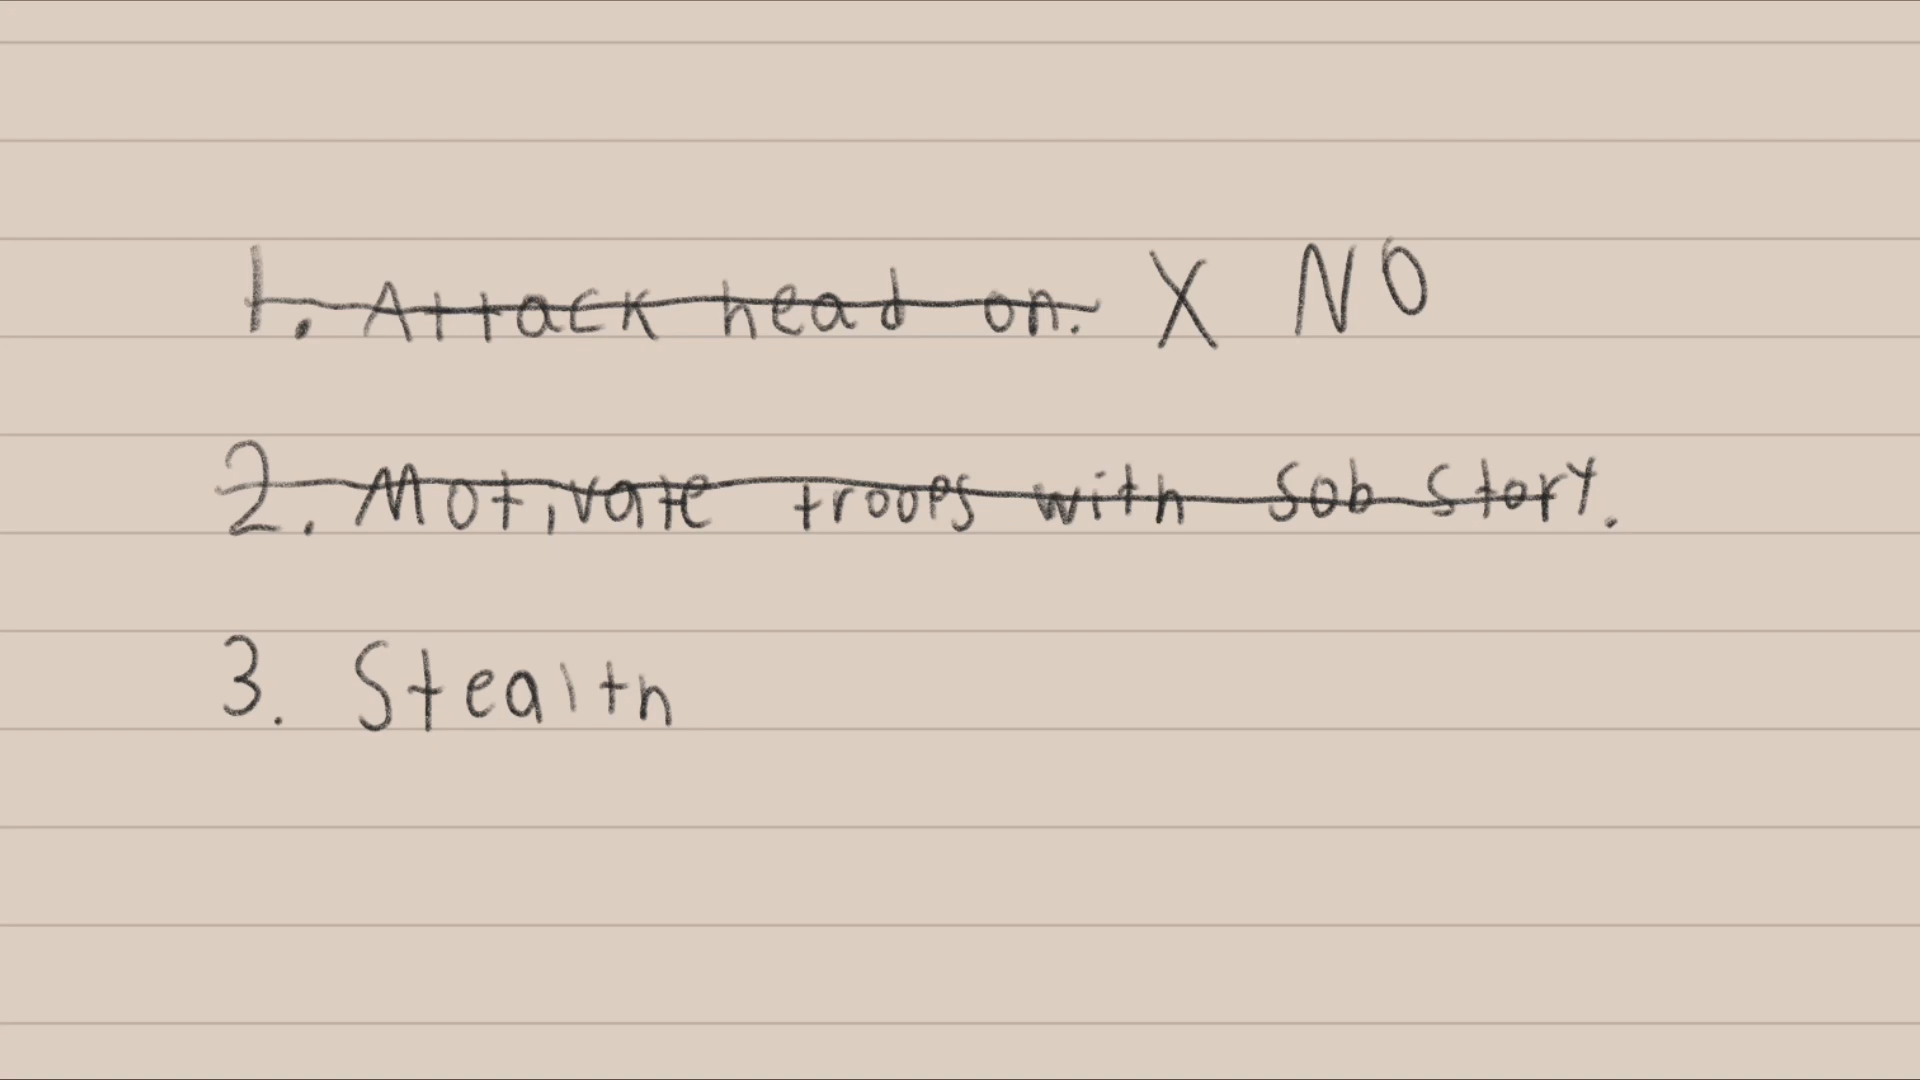 1. Attack head on. X NO
2. Motivate troops with sob story.
3. Stealth